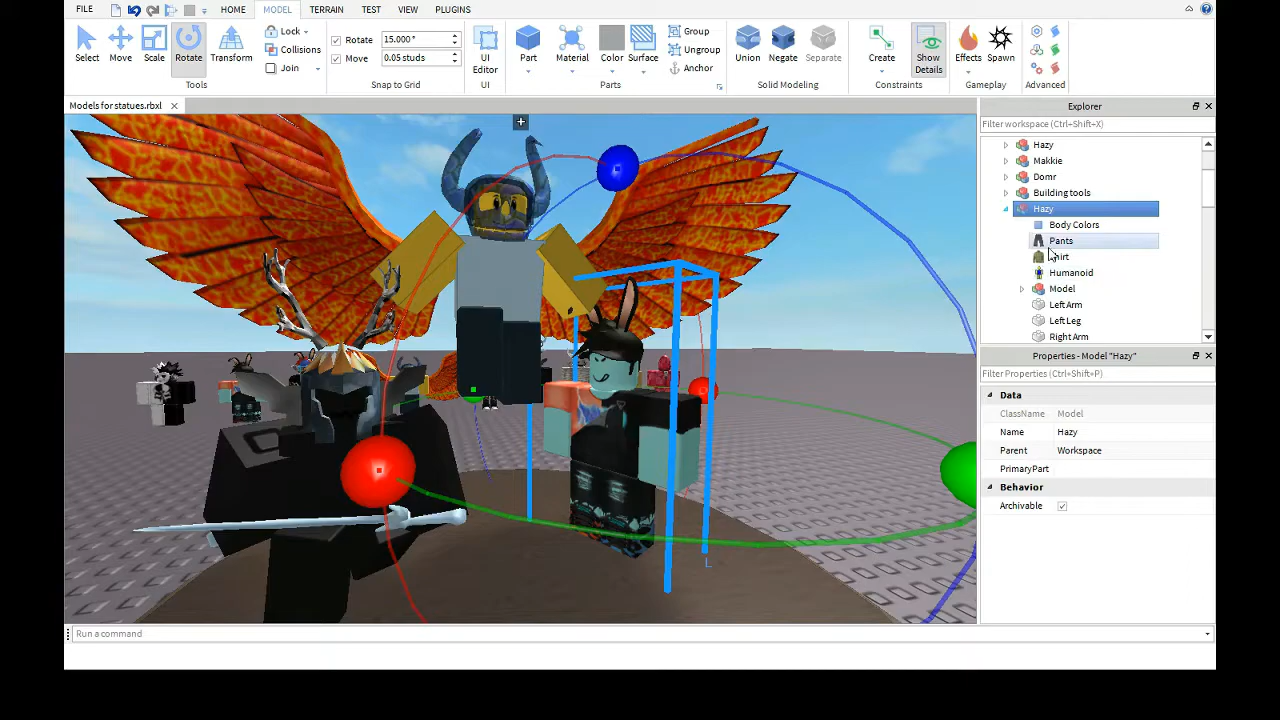 FILE HOME MODEL TERRAIN TEST VIEW PLUGINS
Select Move Scale Rotate Transform
Tools
Rotate 15.000°
Move 0.05 studs
Snap to Grid
UI Editor
UI
Part Material Color Surface
Group
Ungroup
Anchor
Parts
Lock
Collisions
Join
Union Negate Separate
Solid Modeling
Create Show Details
Constraints
Effects Spawn
Gameplay
Advanced
Models for statues.rbxl
Explorer
Filter workspace (Ctrl+Shift+X)
Hazy
Makkie
Domr
Building tools
Hazy
Body Colors
Pants
Humanoid
Model
Left Arm
Left Leg
Right Arm
Properties - Model "Hazy"
Filter Properties (Ctrl+Shift+P)
Data
ClassName Model
Name Hazy
Parent Workspace
PrimaryPart
Behavior
Archivable
Run a command